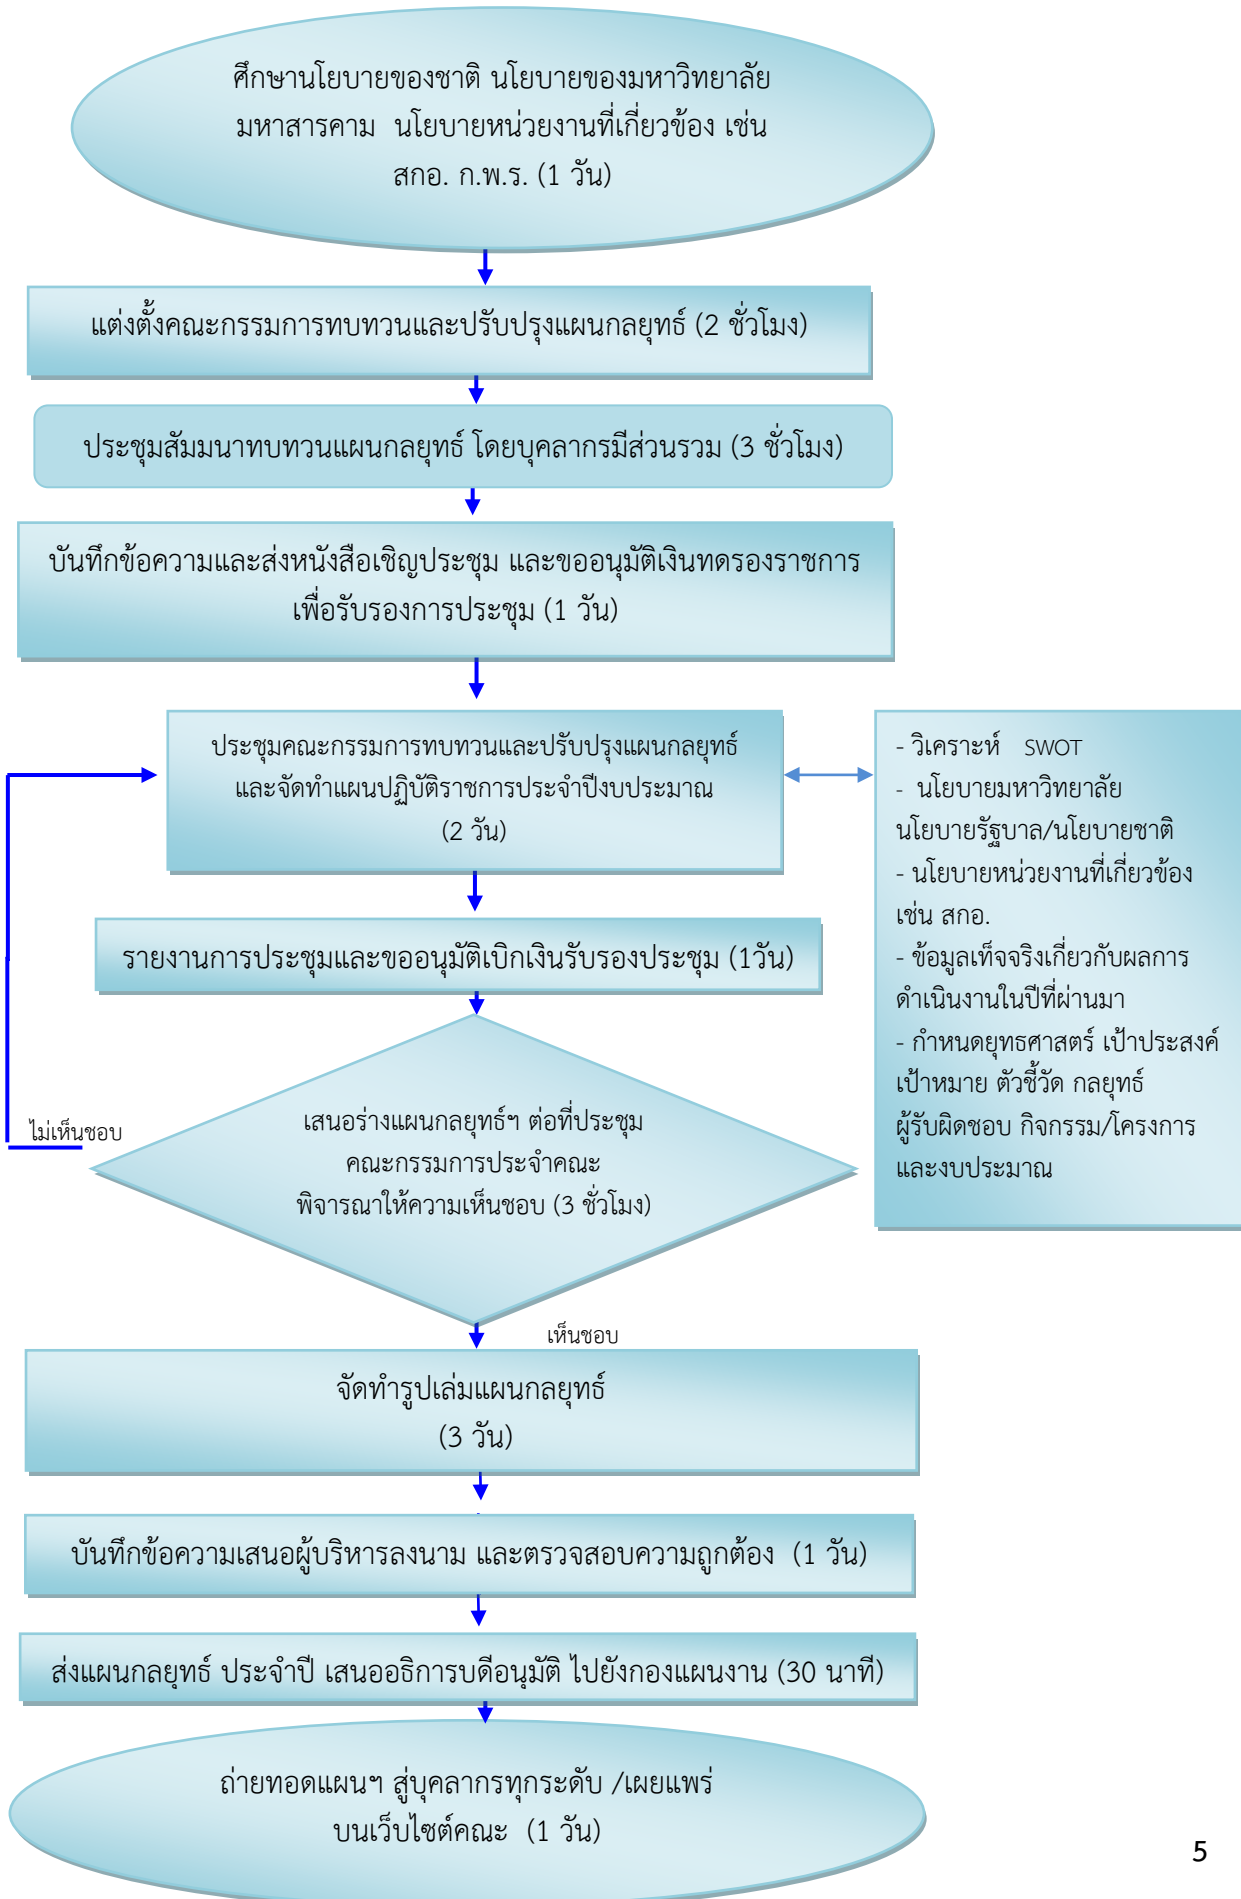 ศึกษานโยบายของชาติ นโยบายของมหาวิทยาลัย
มหาสารคาม นโยบายหน่วยงานที่เกี่ยวข้อง เช่น
สกอ. ก.พ.ร. (1 วัน)
แต่งตั้งคณะกรรมการทบทวนและปรับปรุงแผนกลยุทธ์ (2 ชั่วโมง)
ประชุมสัมมนาทบทวนแผนกลยุทธ์ โดยบุคลากรมีส่วนรวม (3 ชั่วโมง)
บันทึกข้อความและส่งหนังสือเชิญประชุม และขออนุมัติเงินทดรองราชการ
เพื่อรับรองการประชุม (1 วัน)
ประชุมคณะกรรมการทบทวนและปรับปรุงแผนกลยุทธ์
และจัดทำแผนปฏิบัติราชการประจำปีงบประมาณ
(2 วัน)
- วิเคราะห์ SWOT
- นโยบายมหาวิทยาลัย
นโยบายรัฐบาล/นโยบายชาติ
- นโยบายหน่วยงานที่เกี่ยวข้อง
เช่น สกอ.
- ข้อมูลเท็จจริงเกี่ยวกับผลการ
ดำเนินงานในปีที่ผ่านมา
- กำหนดยุทธศาสตร์ เป้าประสงค์
เป้าหมาย ตัวชี้วัด กลยุทธ์
ผู้รับผิดชอบ กิจกรรม/โครงการ
และงบประมาณ
รายงานการประชุมและขออนุมัติเบิกเงินรับรองประชุม (1วัน)
เสนอร่างแผนกลยุทธ์ฯ ต่อที่ประชุม
คณะกรรมการประจำคณะ
พิจารณาให้ความเห็นชอบ (3 ชั่วโมง)
ไม่เห็นชอบ
เห็นชอบ
จัดทำรูปเล่มแผนกลยุทธ์
(3 วัน)
บันทึกข้อความเสนอผู้บริหารลงนาม และตรวจสอบความถูกต้อง (1 วัน)
ส่งแผนกลยุทธ์ ประจำปี เสนออธิการบดีอนุมัติ ไปยังกองแผนงาน (30 นาที)
ถ่ายทอดแผนฯ สู่บุคลากรทุกระดับ /เผยแพร่
บนเว็บไซต์คณะ (1 วัน)
5